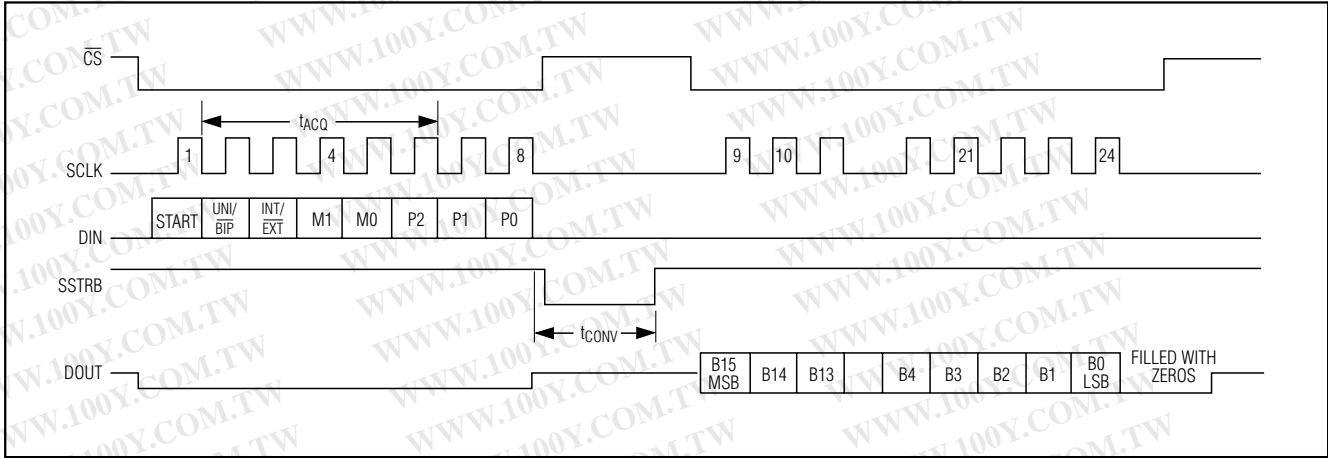 CS
tACQ
1 4 8 9 10 21 24
SCLK
START UNI/BIP INT/EXT M1 M0 P2 P1 P0
DIN
SSTRB
tCONV
DOUT B15 MSB B14 B13 B4 B3 B2 B1 B0 LSB FILLED WITH ZEROS
WWW.100Y.COM.TW